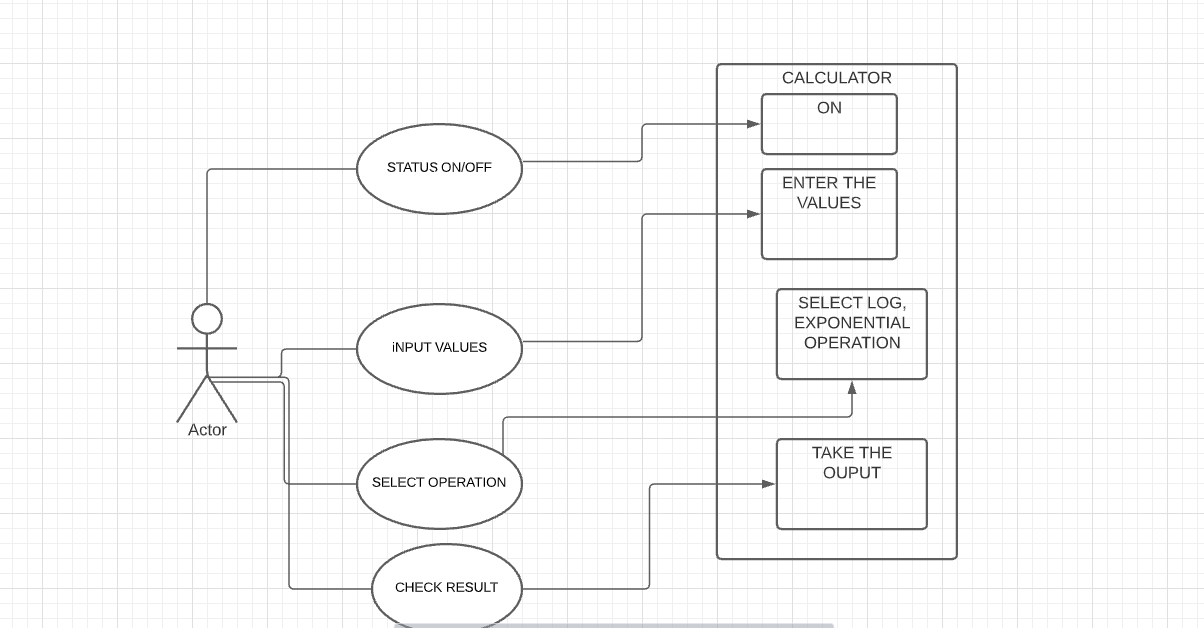 CALCULATOR
ON
STATUS ON/OFF
ENTER THE
VALUES
SELECT LOG,
EXPONENTIAL
OPERATION
iNPUT VALUES
Actor
TAKE THE
OUPUT
SELECT OPERATION
CHECK RESULT